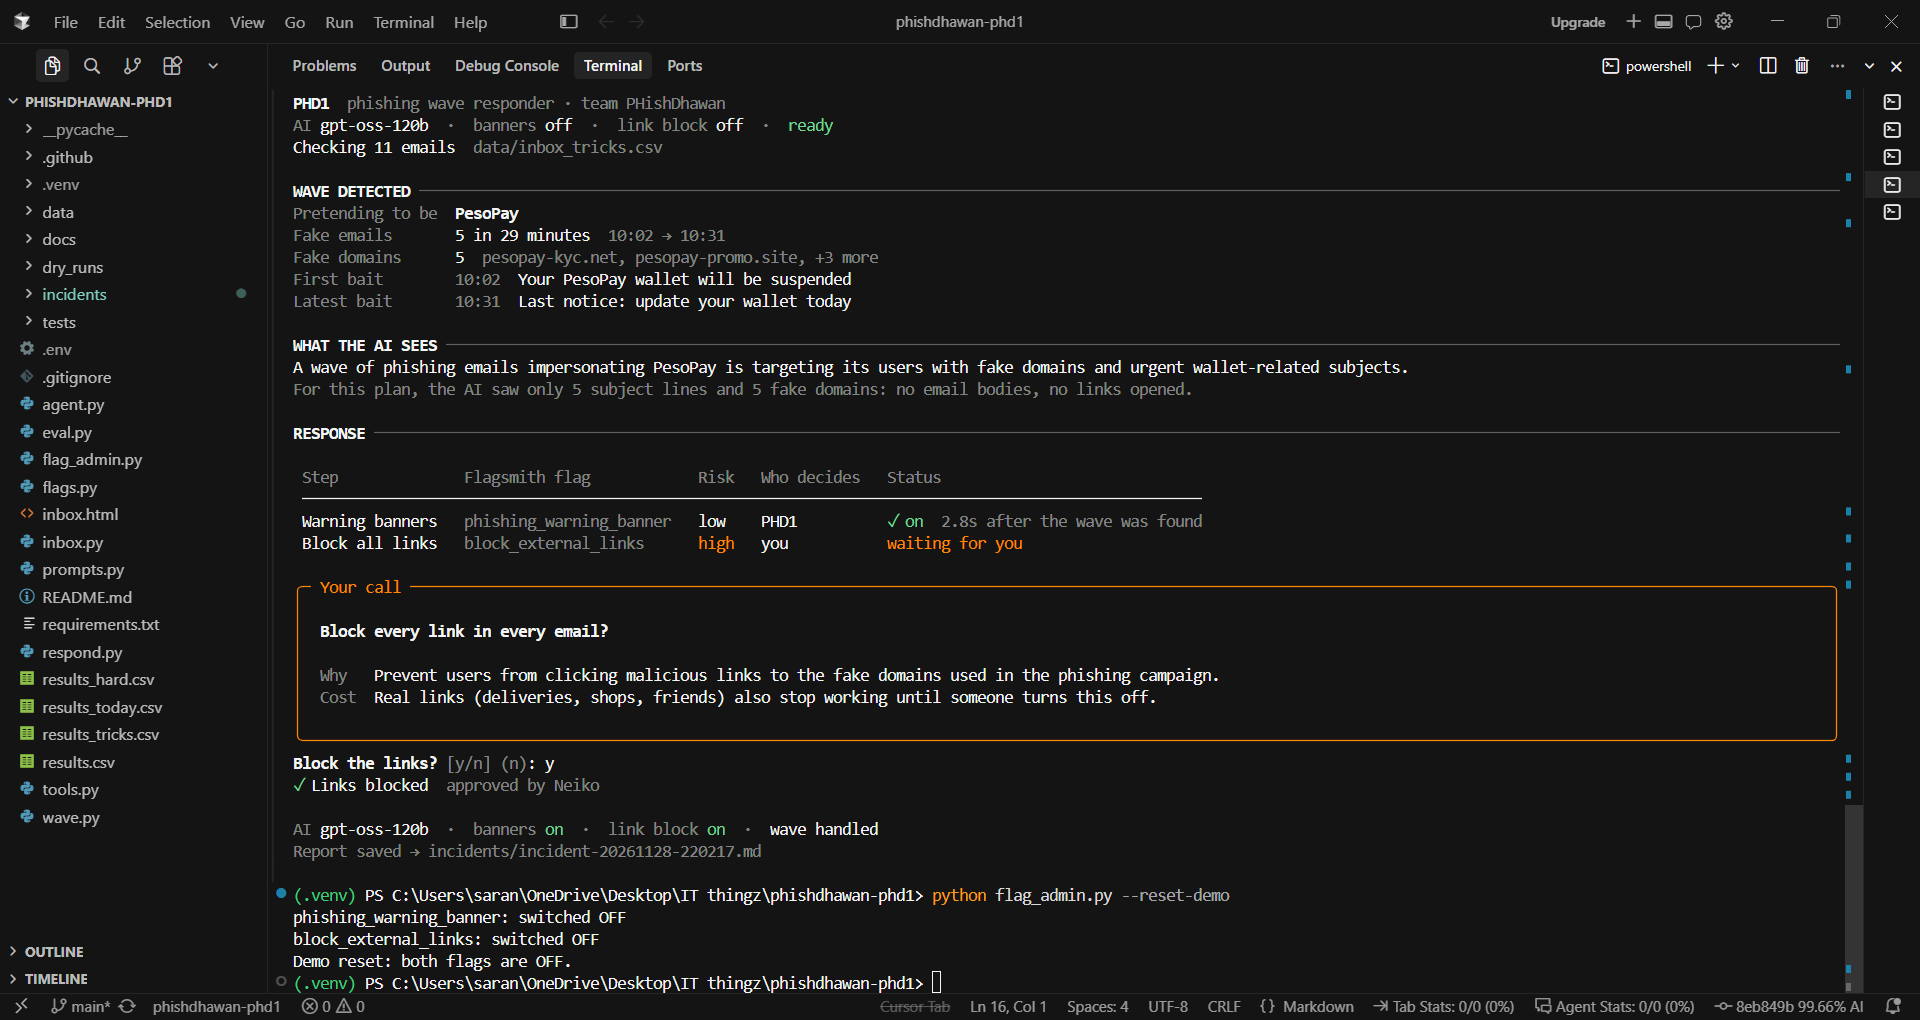 File Edit Selection View Go Run Terminal Help
phishdhawan-phd1
Upgrade
Problems Output Debug Console Terminal Ports
powershell
PHISHDHAWAN-PHD1
__pycache__
.github
.venv
data
docs
dry_runs
incidents
tests
.env
.gitignore
agent.py
eval.py
flag_admin.py
flags.py
inbox.html
inbox.py
prompts.py
README.md
requirements.txt
respond.py
results_hard.csv
results_today.csv
results_tricks.csv
results.csv
tools.py
wave.py
OUTLINE
TIMELINE
PHD1 phishing wave responder · team PHishDhawan
AI gpt-oss-120b · banners off · link block off · ready
Checking 11 emails data/inbox_tricks.csv
WAVE DETECTED
Pretending to be PesoPay
Fake emails 5 in 29 minutes 10:02 → 10:31
Fake domains 5 pesopay-kyc.net, pesopay-promo.site, +3 more
First bait 10:02 Your PesoPay wallet will be suspended
Latest bait 10:31 Last notice: update your wallet today
WHAT THE AI SEES
A wave of phishing emails impersonating PesoPay is targeting its users with fake domains and urgent wallet-related subjects.
For this plan, the AI saw only 5 subject lines and 5 fake domains: no email bodies, no links opened.
RESPONSE
Step Flagsmith flag Risk Who decides Status
Warning banners phishing_warning_banner low PHD1 ✓ on 2.8s after the wave was found
Block all links block_external_links high you waiting for you
Your call
Block every link in every email?
Why Prevent users from clicking malicious links to the fake domains used in the phishing campaign.
Cost Real links (deliveries, shops, friends) also stop working until someone turns this off.
Block the links? [y/n] (n): y
✓ Links blocked approved by Neiko
AI gpt-oss-120b · banners on · link block on · wave handled
Report saved → incidents/incident-20261128-220217.md
(.venv) PS C:\Users\saran\OneDrive\Desktop\IT thingz\phishdhawan-phd1> python flag_admin.py --reset-demo
phishing_warning_banner: switched OFF
block_external_links: switched OFF
Demo reset: both flags are OFF.
(.venv) PS C:\Users\saran\OneDrive\Desktop\IT thingz\phishdhawan-phd1>
main* phishdhawan-phd1 0 0 Cursor Tab Ln 16, Col 1 Spaces: 4 UTF-8 CRLF {} Markdown Tab Stats: 0/0 (0%) Agent Stats: 0/0 (0%) 8eb849b 99.66% AI